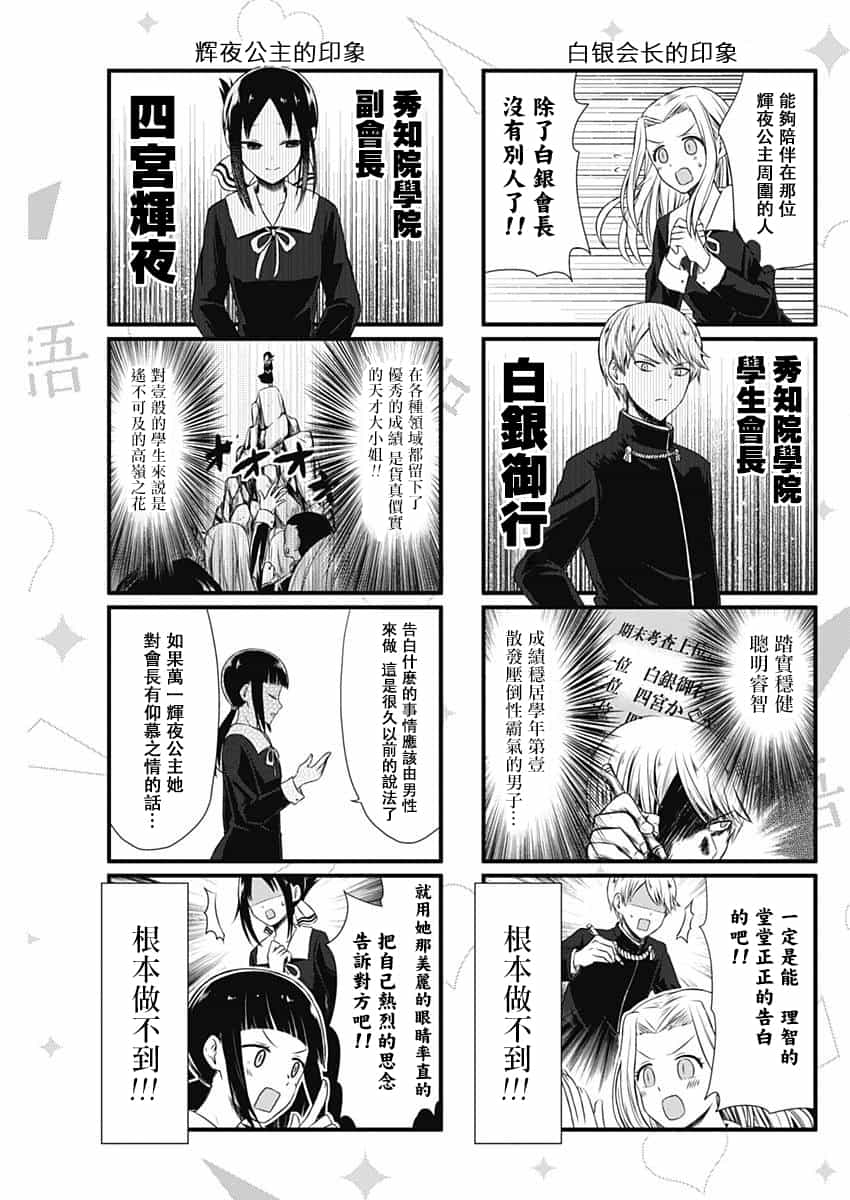 白银会长的印象
能夠陪伴在那位
輝夜公主周圍的人
除了白銀會長
沒有別人了!!
秀知院學院
學生會長
白銀御行
踏實穩健
聰明睿智
期末考查上位
一位 白銀御行
位 四宮かぐや
位
成績穩居學年第壹
散發壓倒性霸氣的男子…
一定是能 理智的
堂堂正正的告白
的吧!!
根本做不到!!!
辉夜公主的印象
秀知院學院
副會長
四宮輝夜
在各種領域都留下了
優秀的成績 是貨真價實
的天才大小姐!!
對壹般的學生來說是
遙不可及的高嶺之花
告白什麼的事情應該由男性
來做 這是很久以前的說法了
如果萬一輝夜公主她
對會長有仰慕之情的話…
就用她那美麗的眼睛率直的
把自己熱烈的思念
告訴對方吧!!
根本做不到!!!
语